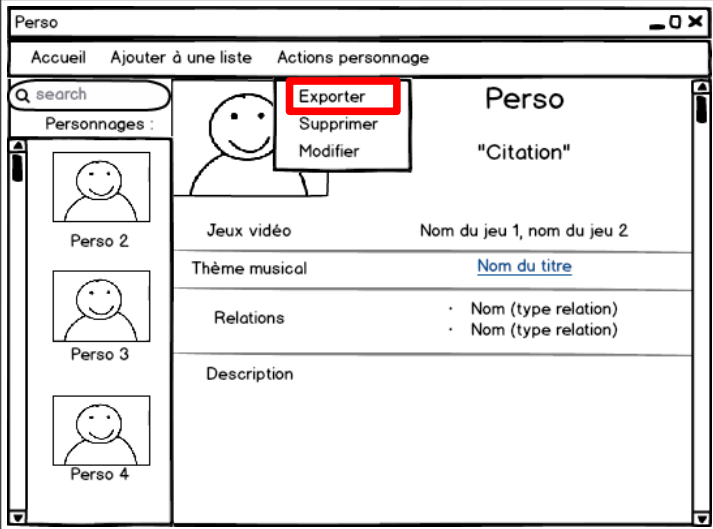 Perso
Accueil Ajouter à une liste Actions personnage
search
Personnages :
Perso 2
Perso 3
Perso 4
Exporter
Supprimer
Modifier
Perso
"Citation"
Jeux vidéo Nom du jeu 1, nom du jeu 2
Thème musical Nom du titre
Relations
· Nom (type relation)
· Nom (type relation)
Description